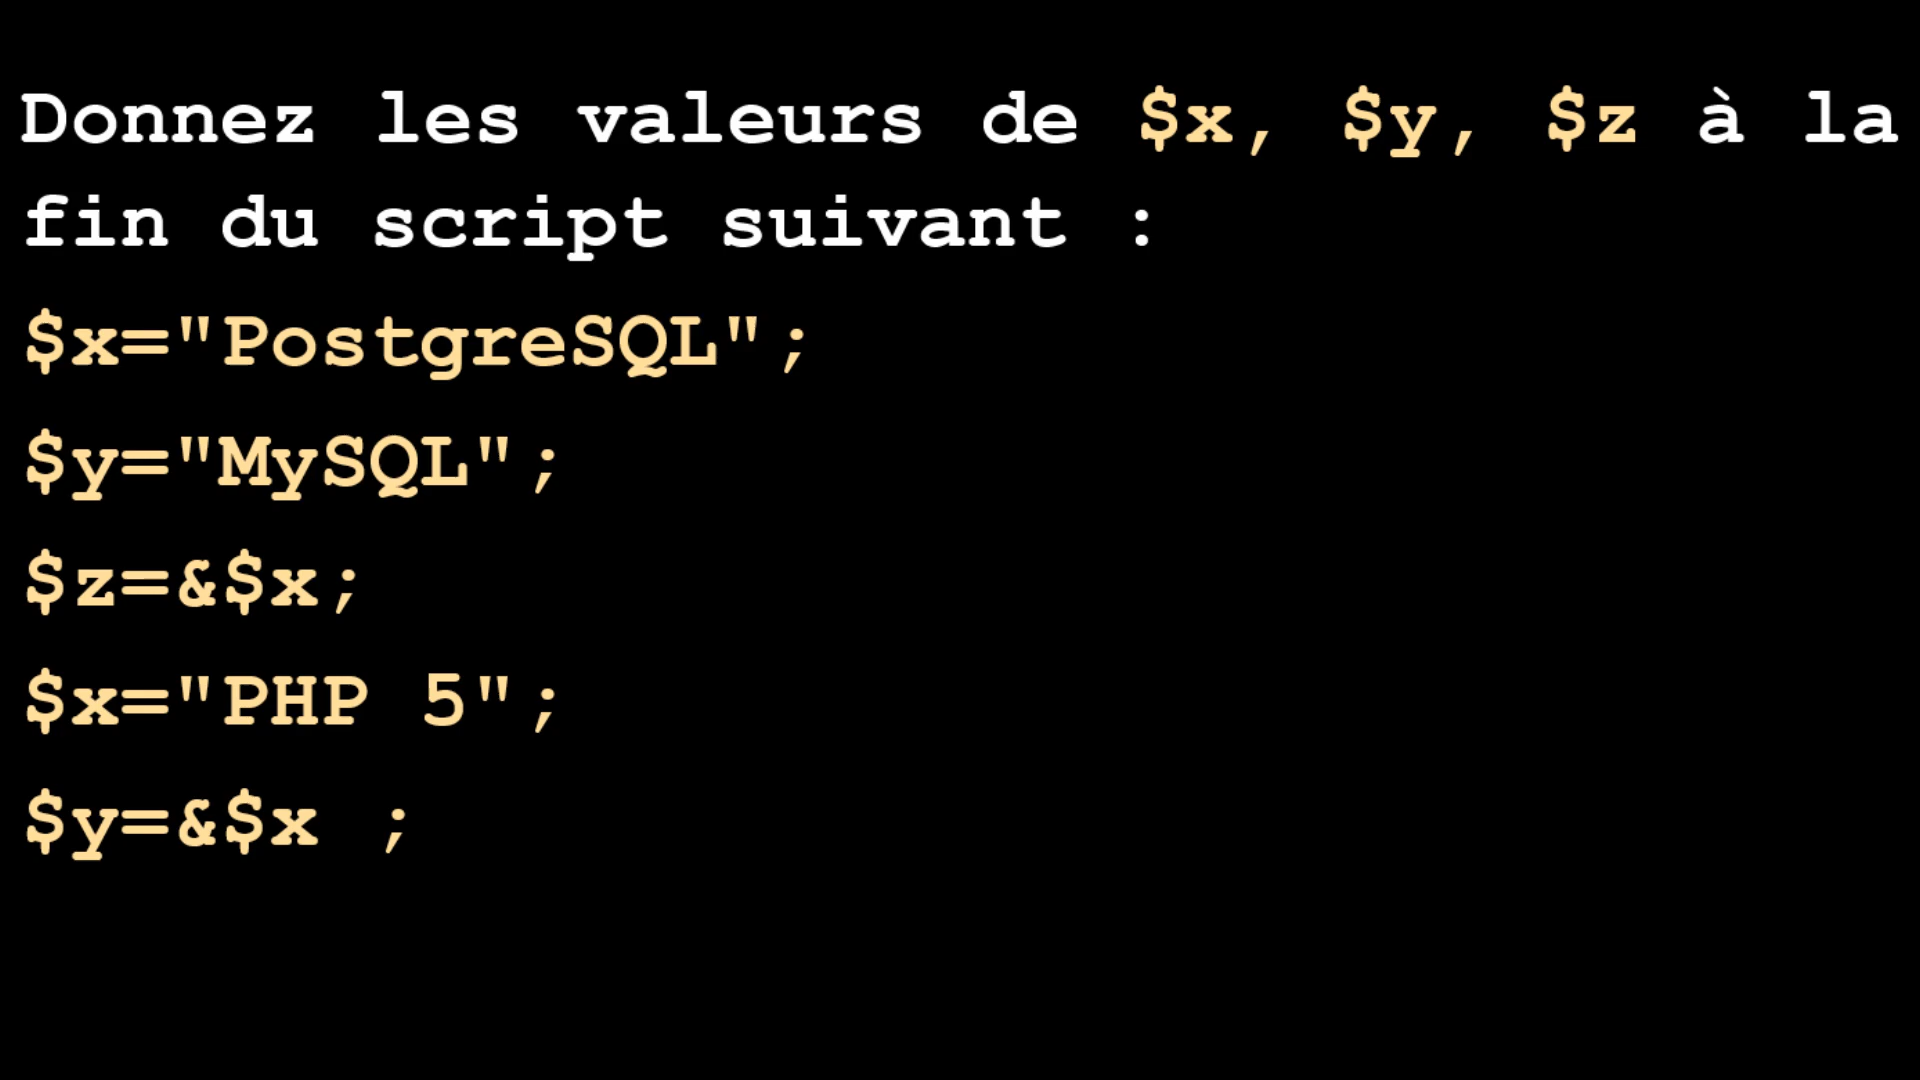 Donnez les valeurs de $x, $y, $z à la
fin du script suivant :
$x="PostgreSQL";
$y="MySQL";
$z=&$x;
$x="PHP 5";
$y=&$x ;